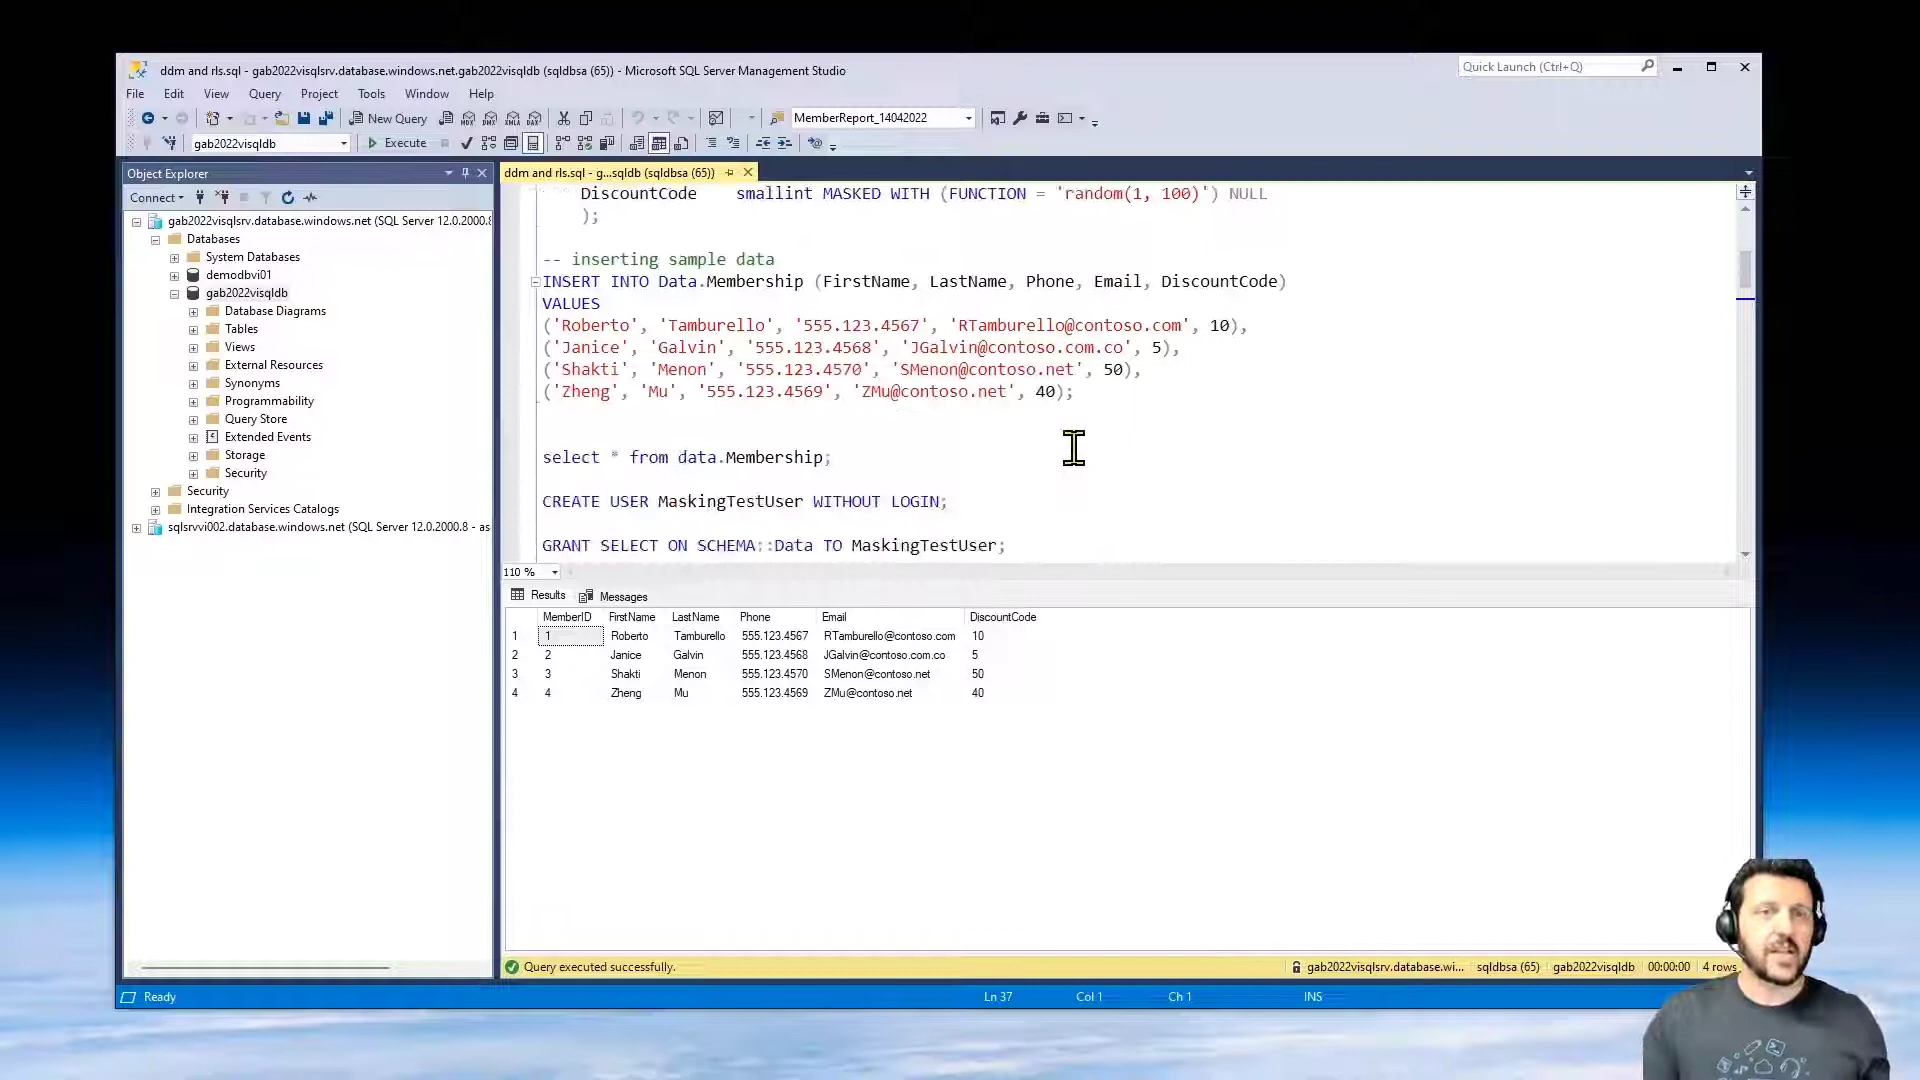 ddm and rls.sql - gab2022visqlsrv.database.windows.net.gab2022visqldb (sqldbsa (65)) - Microsoft SQL Server Management Studio
Quick Launch (Ctrl+Q)
File Edit View Query Project Tools Window Help
New Query
MemberReport_14042022
gab2022visqldb
Execute
Object Explorer
Connect
gab2022visqlsrv.database.windows.net (SQL Server 12.0.2000.8
Databases
System Databases
demodbvi01
gab2022visqldb
Database Diagrams
Tables
Views
External Resources
Synonyms
Programmability
Query Store
Extended Events
Storage
Security
Security
Integration Services Catalogs
sqlsrvvi002.database.windows.net (SQL Server 12.0.2000.8 - as
ddm and rls.sql - g...sqldb (sqldbsa (65))
DiscountCode smallint MASKED WITH (FUNCTION = 'random(1, 100)') NULL
);
-- inserting sample data
INSERT INTO Data.Membership (FirstName, LastName, Phone, Email, DiscountCode)
VALUES
('Roberto', 'Tamburello', '555.123.4567', 'RTamburello@contoso.com', 10),
('Janice', 'Galvin', '555.123.4568', 'JGalvin@contoso.com.co', 5),
('Shakti', 'Menon', '555.123.4570', 'SMenon@contoso.net', 50),
('Zheng', 'Mu', '555.123.4569', 'ZMu@contoso.net', 40);
select * from data.Membership;
CREATE USER MaskingTestUser WITHOUT LOGIN;
GRANT SELECT ON SCHEMA::Data TO MaskingTestUser;
110 %
Results Messages
MemberID FirstName LastName Phone Email DiscountCode
1 1 Roberto Tamburello 555.123.4567 RTamburello@contoso.com 10
2 2 Janice Galvin 555.123.4568 JGalvin@contoso.com.co 5
3 3 Shakti Menon 555.123.4570 SMenon@contoso.net 50
4 4 Zheng Mu 555.123.4569 ZMu@contoso.net 40
Query executed successfully.
gab2022visqlsrv.database.wi... sqldbsa (65) gab2022visqldb 00:00:00 4 rows
Ready
Ln 37 Col 1 Ch 1 INS